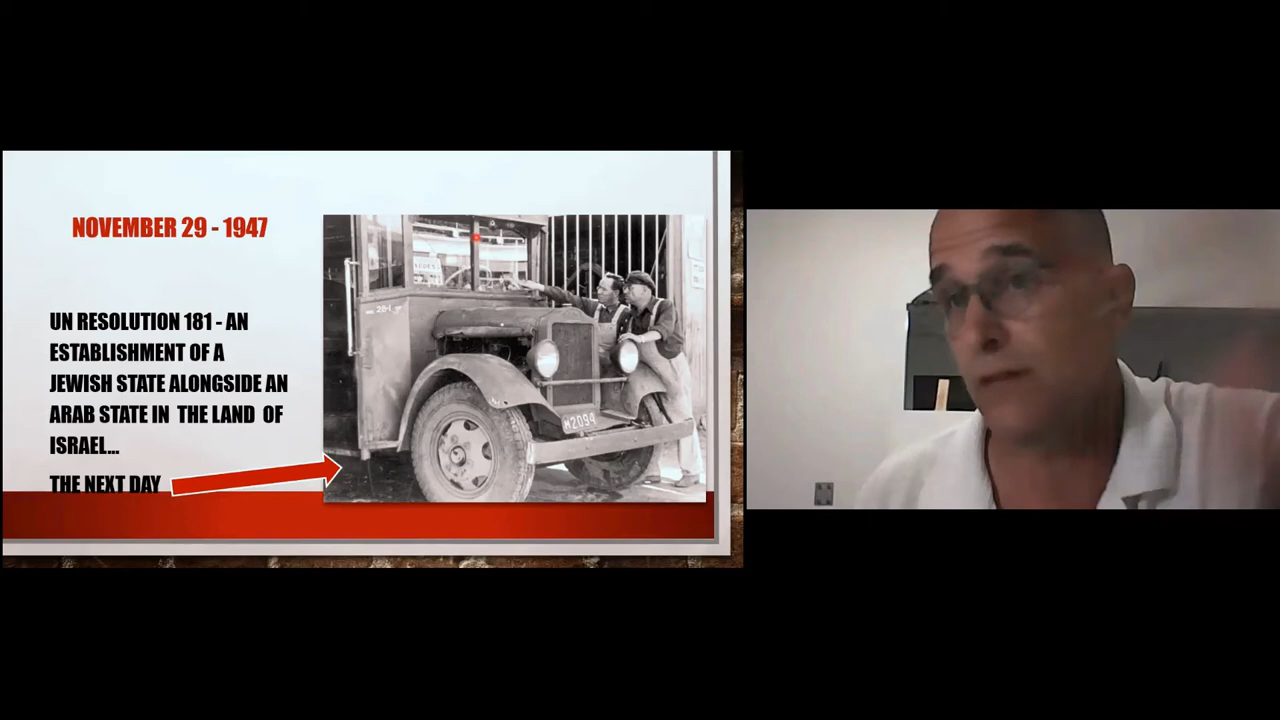 NOVEMBER 29 - 1947
UN RESOLUTION 181 - AN
ESTABLISHMENT OF A
JEWISH STATE ALONGSIDE AN
ARAB STATE IN THE LAND OF
ISRAEL...
THE NEXT DAY
M2094